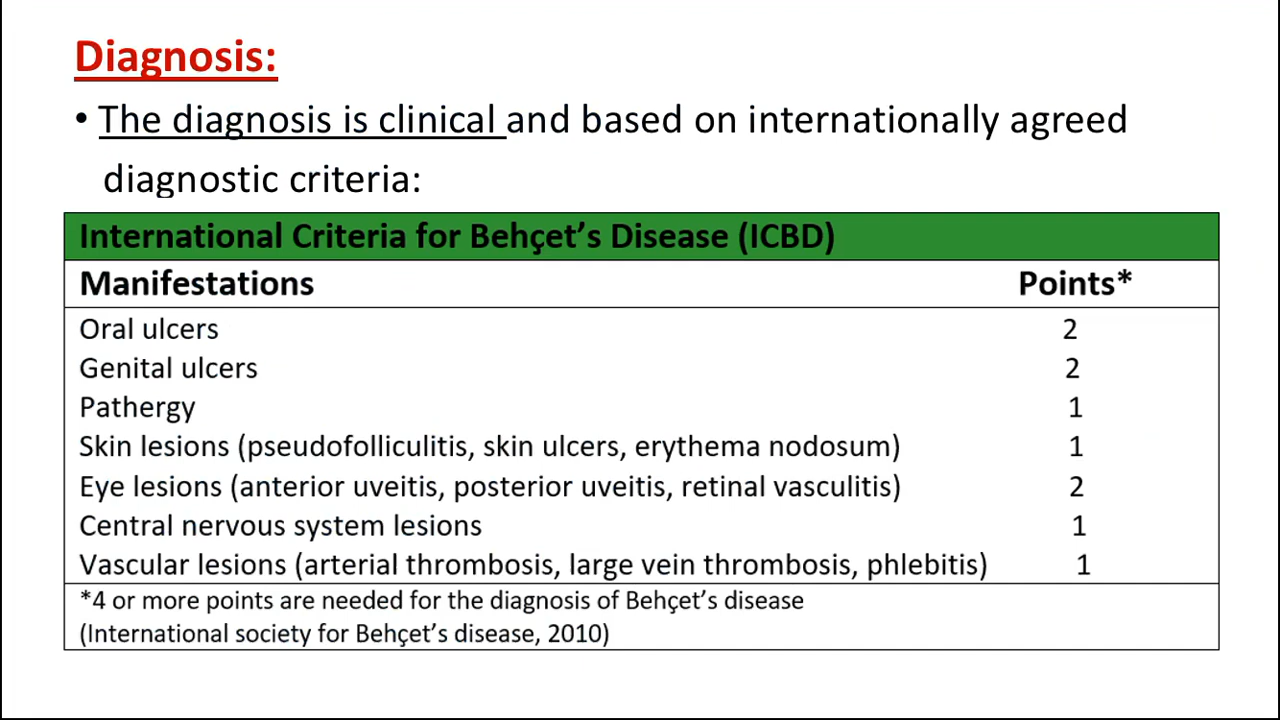 Diagnosis:
• The diagnosis is clinical and based on internationally agreed
diagnostic criteria:
International Criteria for Behçet’s Disease (ICBD)
Manifestations Points*
Oral ulcers 2
Genital ulcers 2
Pathergy 1
Skin lesions (pseudofolliculitis, skin ulcers, erythema nodosum) 1
Eye lesions (anterior uveitis, posterior uveitis, retinal vasculitis) 2
Central nervous system lesions 1
Vascular lesions (arterial thrombosis, large vein thrombosis, phlebitis) 1
*4 or more points are needed for the diagnosis of Behçet’s disease
(International society for Behçet’s disease, 2010)